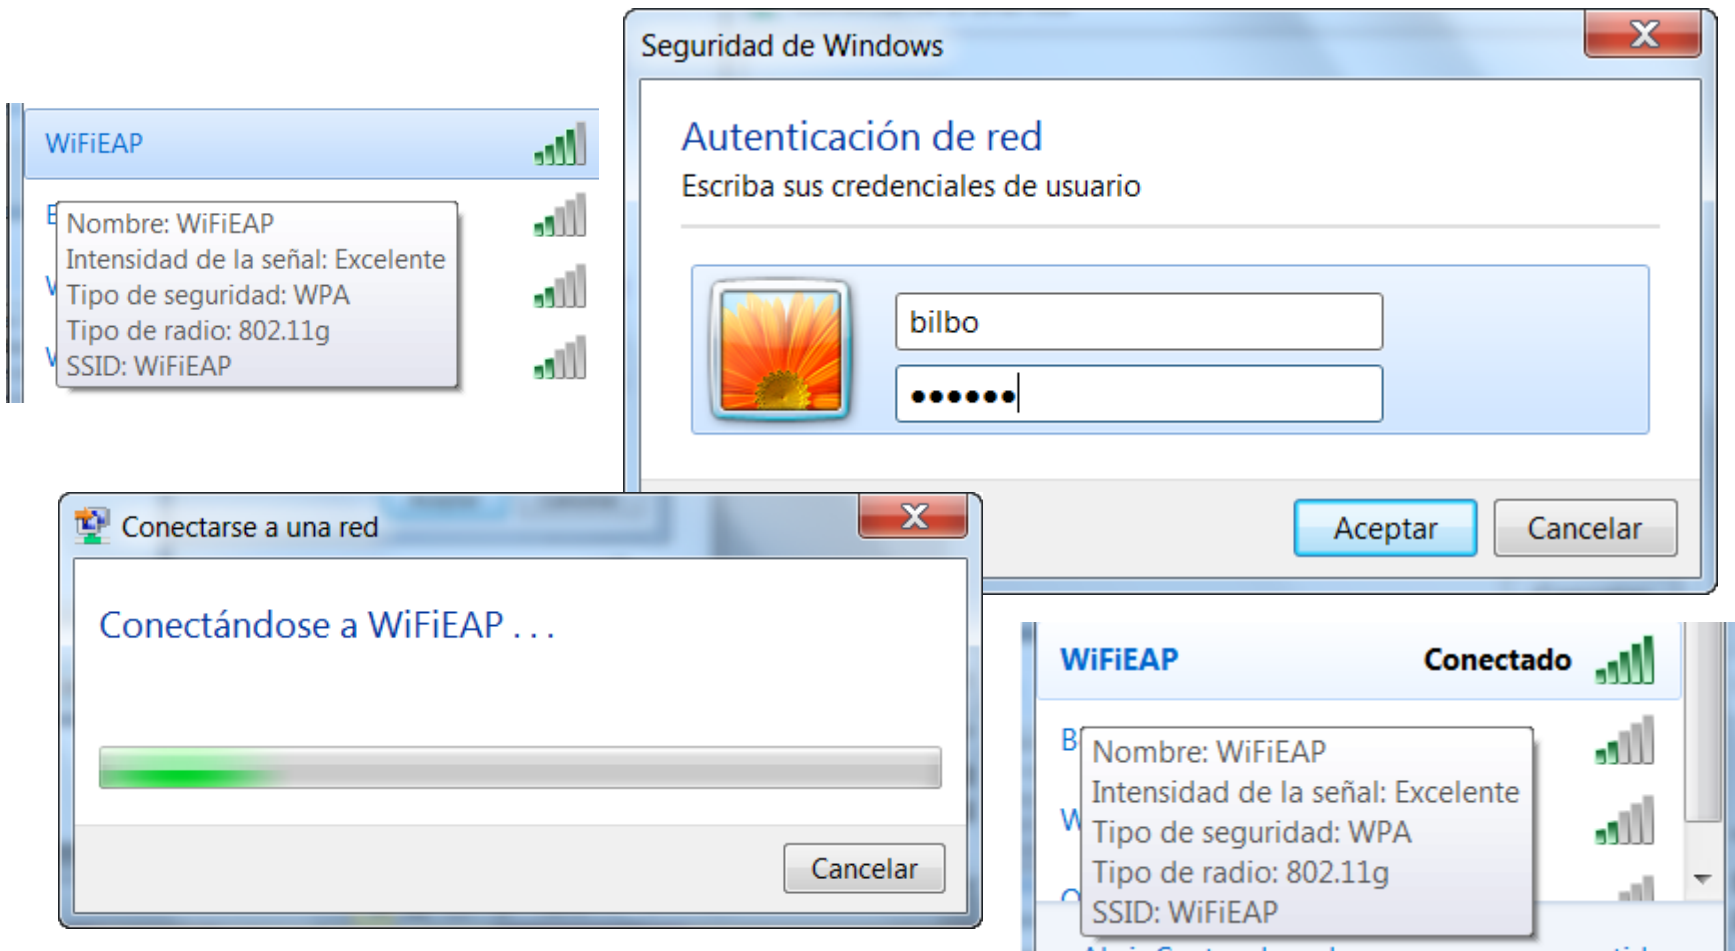 WiFiEAP
Nombre: WiFiEAP
Intensidad de la señal: Excelente
Tipo de seguridad: WPA
Tipo de radio: 802.11g
SSID: WiFiEAP
Seguridad de Windows
Autenticación de red
Escriba sus credenciales de usuario
bilbo
••••••
Aceptar
Cancelar
Conectarse a una red
Conectándose a WiFiEAP . . .
Cancelar
WiFiEAP Conectado
Nombre: WiFiEAP
Intensidad de la señal: Excelente
Tipo de seguridad: WPA
Tipo de radio: 802.11g
SSID: WiFiEAP